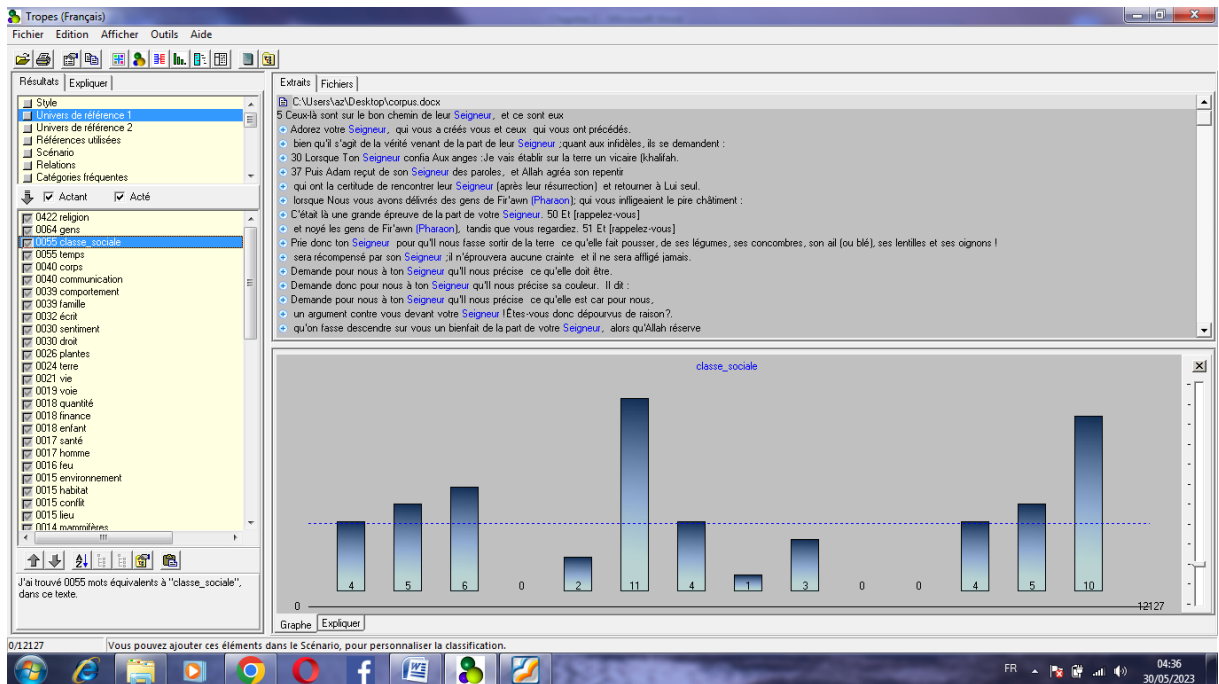 Tropes (Français)
Fichier Edition Afficher Outils Aide
Résultats Expliquer
Style
Univers de référence 1
Univers de référence 2
Références utilisées
Scénario
Relations
Catégories fréquentes
Actant Acté
0422 religion
0064 gens
0055 classe_sociale
0055 temps
0040 corps
0040 communication
0039 comportement
0039 famille
0032 écrit
0030 sentiment
0030 droit
0026 plantes
0024 terre
0021 vie
0019 voie
0018 quantité
0018 finance
0018 enfant
0017 santé
0017 homme
0016 feu
0015 environnement
0015 habitat
0015 conflit
0015 lieu
0014 mammifères
J'ai trouvé 0055 mots équivalents à "classe_sociale",
dans ce texte.
Extraits Fichiers
C:\Users\az\Desktop\corpus.docx
5 Ceux-là sont sur le bon chemin de leur Seigneur, et ce sont eux
Adorez votre Seigneur, qui vous a créés vous et ceux qui vous ont précédés.
bien qu'il s'agit de la vérité venant de la part de leur Seigneur ;quant aux infidèles, ils se demandent :
30 Lorsque Ton Seigneur confia Aux anges :Je vais établir sur la terre un vicaire (khalifah.
37 Puis Adam reçut de son Seigneur des paroles, et Allah agréa son repentir
qui ont la certitude de rencontrer leur Seigneur (après leur résurrection) et retourner à Lui seul.
lorsque Nous vous avons délivrés des gens de Fir'awn (Pharaon); qui vous infligeaient le pire châtiment :
C'était là une grande épreuve de la part de votre Seigneur. 50 Et [rappelez-vous]
et noyé les gens de Fir'awn (Pharaon), tandis que vous regardiez. 51 Et [rappelez-vous]
Prie donc ton Seigneur pour qu'Il nous fasse sortir de la terre ce qu'elle fait pousser, de ses légumes, ses concombres, son ail (ou blé), ses lentilles et ses oignons !
sera récompensé par son Seigneur ;il n'éprouvera aucune crainte et il ne sera affligé jamais.
Demande pour nous à ton Seigneur qu'Il nous précise ce qu'elle doit être.
Demande donc pour nous à ton Seigneur qu'Il nous précise sa couleur. Il dit :
Demande pour nous à ton Seigneur qu'Il nous précise ce qu'elle est car pour nous,
un argument contre vous devant votre Seigneur !Êtes-vous donc dépourvus de raison?.
qu'on fasse descendre sur vous un bienfait de la part de votre Seigneur, alors qu'Allah réserve
classe_sociale
4 5 6 0 2 11 4 1 3 0 0 4 5 10
0 12127
Graphe Expliquer
0/12127 Vous pouvez ajouter ces éléments dans le Scénario, pour personnaliser la classification.
FR 04:36
30/05/2023